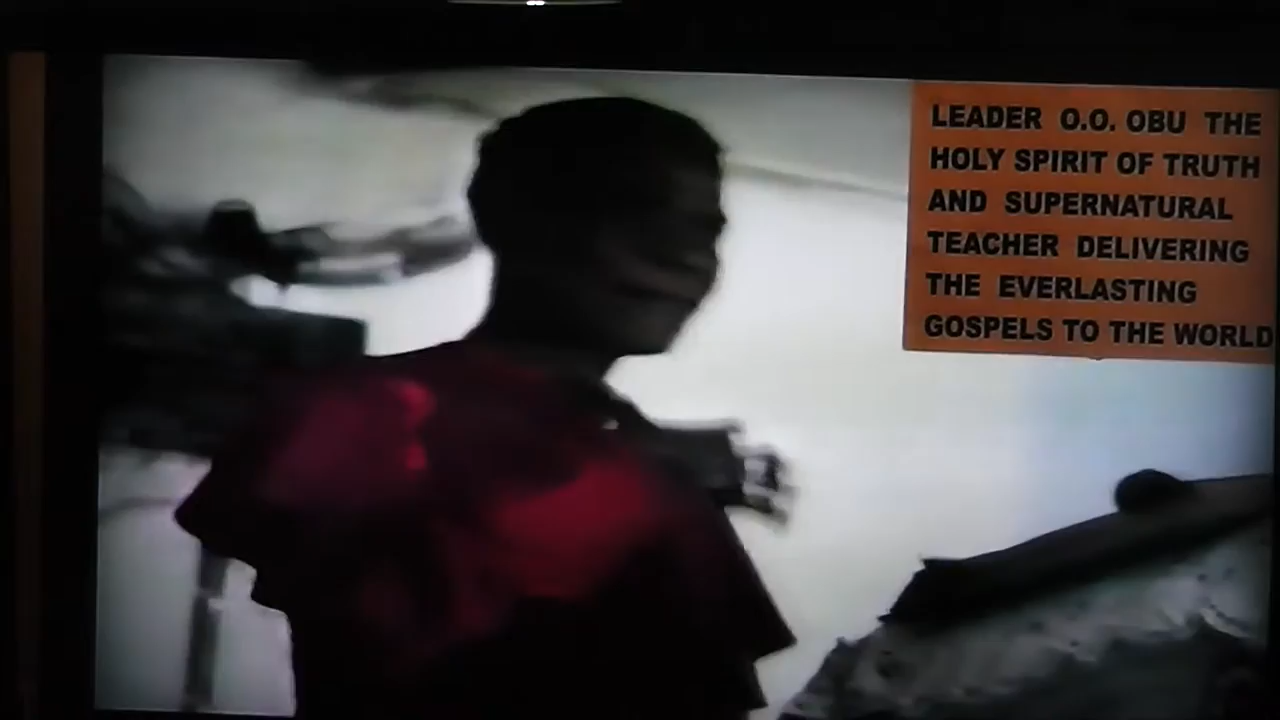 LEADER O.O. OBU THE
HOLY SPIRIT OF TRUTH
AND SUPERNATURAL
TEACHER DELIVERING
THE EVERLASTING
GOSPELS TO THE WORLD